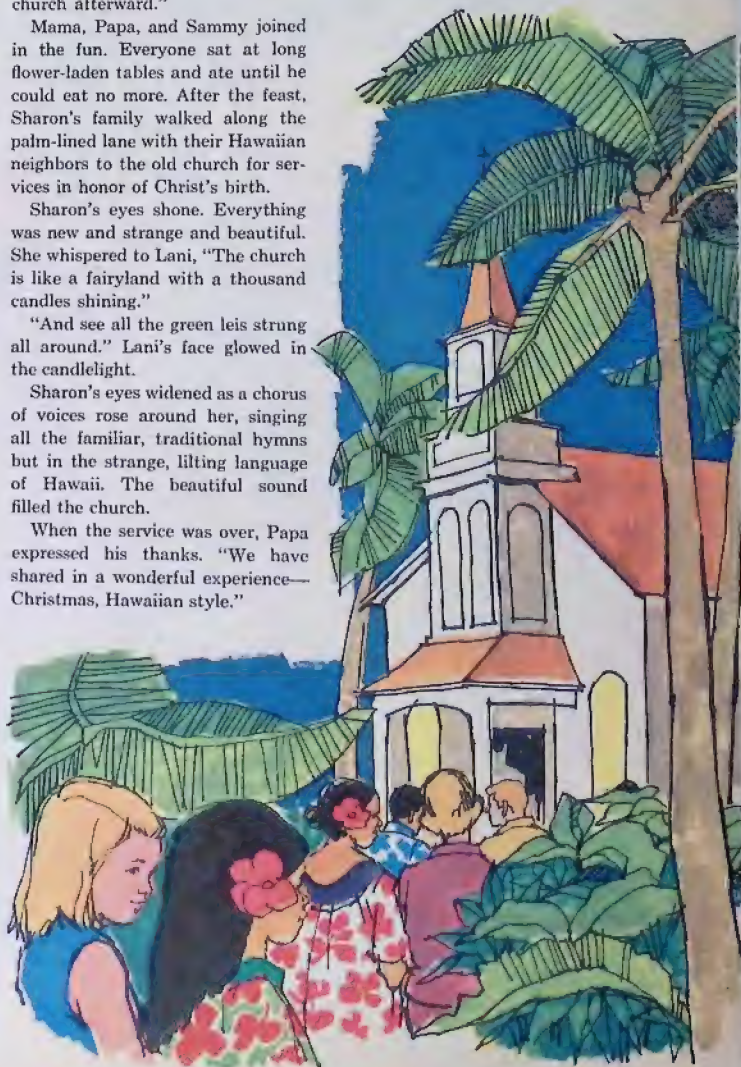 church afterward."
Mama, Papa, and Sammy joined
in the fun. Everyone sat at long
flower-laden tables and ate until he
could eat no more. After the feast,
Sharon's family walked along the
palm-lined lane with their Hawaiian
neighbors to the old church for ser-
vices in honor of Christ's birth.
Sharon's eyes shone. Everything
was new and strange and beautiful.
She whispered to Lani, "The church
is like a fairyland with a thousand
candles shining."
"And see all the green leis strung
all around." Lani's face glowed in
the candlelight.
Sharon's eyes widened as a chorus
of voices rose around her, singing
all the familiar, traditional hymns
but in the strange, lilting language
of Hawaii. The beautiful sound
filled the church.
When the service was over, Papa
expressed his thanks. "We have
shared in a wonderful experience—
Christmas, Hawaiian style."